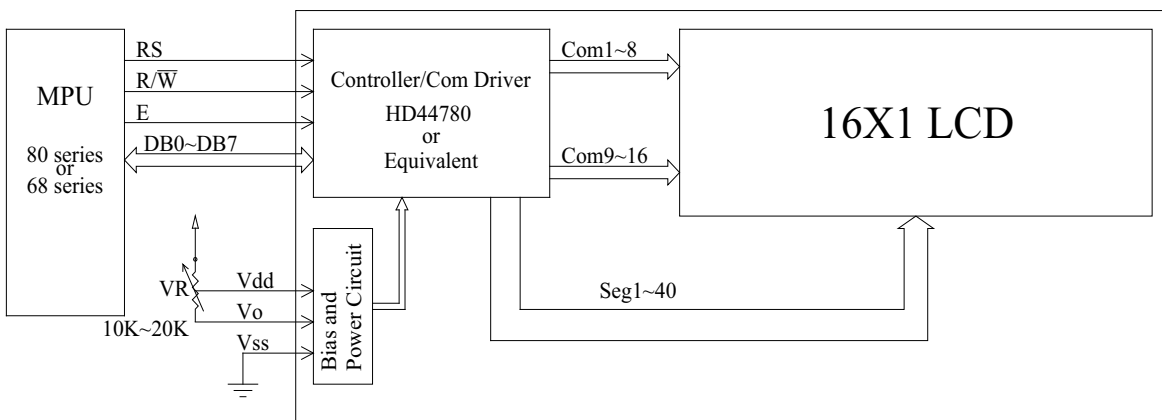 MPU
80 series
or
68 series
RS
R/W̅
E
DB0~DB7
Controller/Com Driver
HD44780
or
Equivalent
Com1~8
Com9~16
16X1 LCD
VR
10K~20K
Vdd
Vo
Vss
Bias and
Power Circuit
Seg1~40